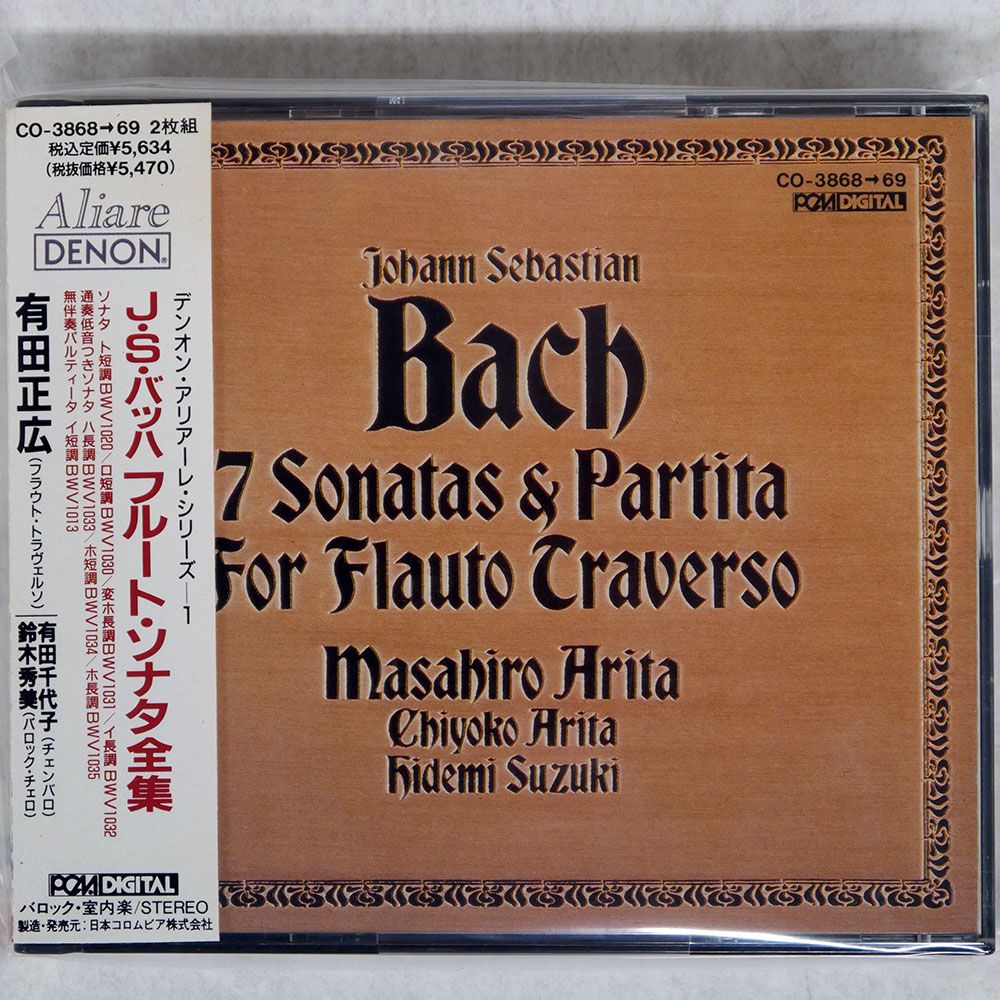 CO-3868→69 2枚組
税込定価¥5,634
(税抜価格¥5,470)
Aliare
DENON®
デンオン・アリアーレ・シリーズ—1
J・S・バッハ フルート・ソナタ全集
ソナタ ト短調BWV1020/ロ短調BWV1030/変ホ長調BWV1031/イ長調BWV1032
通奏低音つきソナタ ハ長調BWV1033/ホ短調BWV1034/ホ長調BWV1035
無伴奏パルティータ イ短調BWV1013
有田正広(フラウト・トラヴェルソ)
有田千代子(チェンバロ)
鈴木秀美(バロック・チェロ)
PCM DIGITAL
バロック・室内楽/STEREO
製造・発売元:日本コロムビア株式会社
CO-3868→69
PCM DIGITAL
Johann Sebastian
Bach
7 Sonatas & Partita
For Flauto Traverso
Masahiro Arita
Chiyoko Arita
Hidemi Suzuki